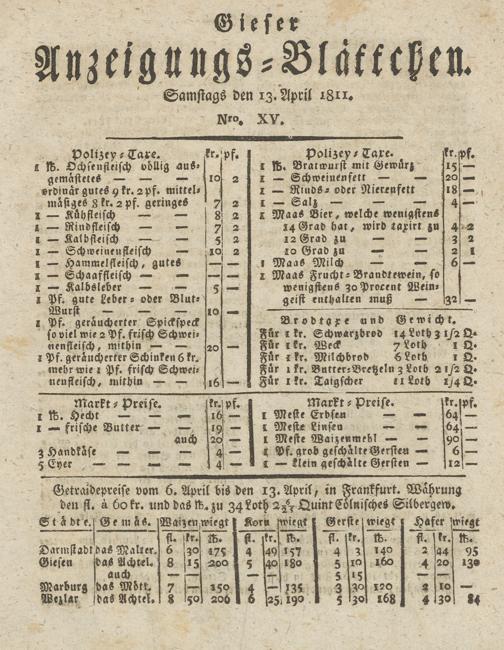 Gieser
Anzeigungs-Blättchen.
Samstags den 13. April 1811.
Nro. XV.
Polizey-Taxe. kr. pf.
1 ℔. Ochsenfleisch völlig aus-
gemästetes — — 10 2
ordinär gutes 9 kr. 2 pf. mittel-
mäsiges 8 kr. 2 pf. geringes 7 2
1 — Kühfleisch — — 8 2
1 — Rindfleisch — — 7 2
1 — Kalbfleisch — — 5 2
1 — Schweinenfleisch — 10 2
1 — Hammelfleisch, gutes — —
1 — Schaaffleisch — — — —
1 — Kalbsleber — — 5 —
1 Pf. gute Leber- oder Blut-
Wurst — — — 10 —
1 Pf. geräucherter Spickspeck
so viel wie 2 Pf. frisch Schwei-
nenfleisch, mithin — — 20 —
1 Pf. geräucherter Schinken 6 kr.
mehr wie 1 Pf. frisch Schwei-
nenfleisch, mithin — — 16 —
Polizey-Taxe. kr. pf.
1 ℔. Bratwurst mit Gewürz 15 —
1 — Schweinenfett — — 20 —
1 — Rinds- oder Nierenfett 18 —
1 — Salz — — — 4 —
1 Maas Bier, welche wenigstens
14 Grad hat, wird taxirt zu 4 2
12 Grad zu — — 3 2
10 Grad zu — — 2 1
1 Maas Milch — — 6 —
1 Maas Frucht-Brandtewein, so
wenigstens 30 Procent Wein-
geist enthalten muß — 32 —
Brodtaxe und Gewicht.
Für 1 kr. Schwarzbrod 14 Loth 3 1/2 Q.
Für 1 kr. Weck 7 Loth 1 Q.
Für 1 kr. Milchbrod 6 Loth 1 Q.
Für 1 kr. Butter-Bretzeln 3 Loth 2 1/2 Q.
Für 1 kr. Taigscher 11 Loth 1/4 Q.
Markt-Preise. kr. pf.
1 ℔. Hecht — — 16 —
1 — frische Butter — — 19 —
auch 20 —
3 Handkäse — — 4 —
5 Eyer — — — 4 —
Markt-Preise. kr. pf.
1 Meste Erbsen — — 64 —
1 Meste Linsen — — 64 —
1 Meste Waizenmehl — — 90 —
1 Pf. grob geschälte Gersten — 6 —
1 — klein geschälte Gersten — 12 —
Getraidepreise vom 6. April bis den 13. April, in Frankfurt. Währung
den fl. à 60 kr. und das ℔. zu 34 Loth Quint Cölnisches Silbergew.
Städte. Gemäs. Waizen wiegt Korn wiegt Gerste wiegt Hafer wiegt
fl. kr. ℔. fl. kr. ℔. fl. kr. ℔. fl. kr. ℔.
Darmstadt das Malter. 6 30 175 4 49 157 4 3 140 2 44 95
Giesen das Achtel. 8 15 200 5 40 180 5 10 160 4 20 130
auch — — — — 5 15 — —
Marburg das Mött. 7 — 150 4 — 135 3 30 120 2 10 —
Wezlar das Achtel. 8 50 206 6 25 190 5 30 168 4 30 84